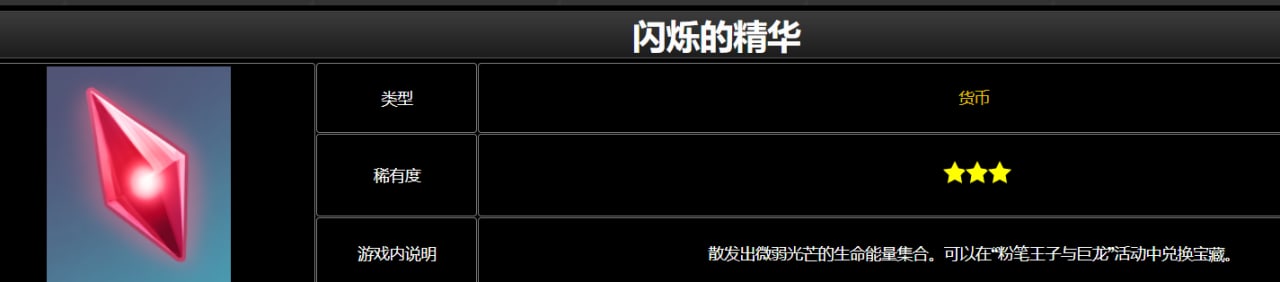 闪烁的精华
类型
货币
稀有度
游戏内说明
散发出微弱光芒的生命能量集合。可以在“粉笔王子与巨龙”活动中兑换宝藏。